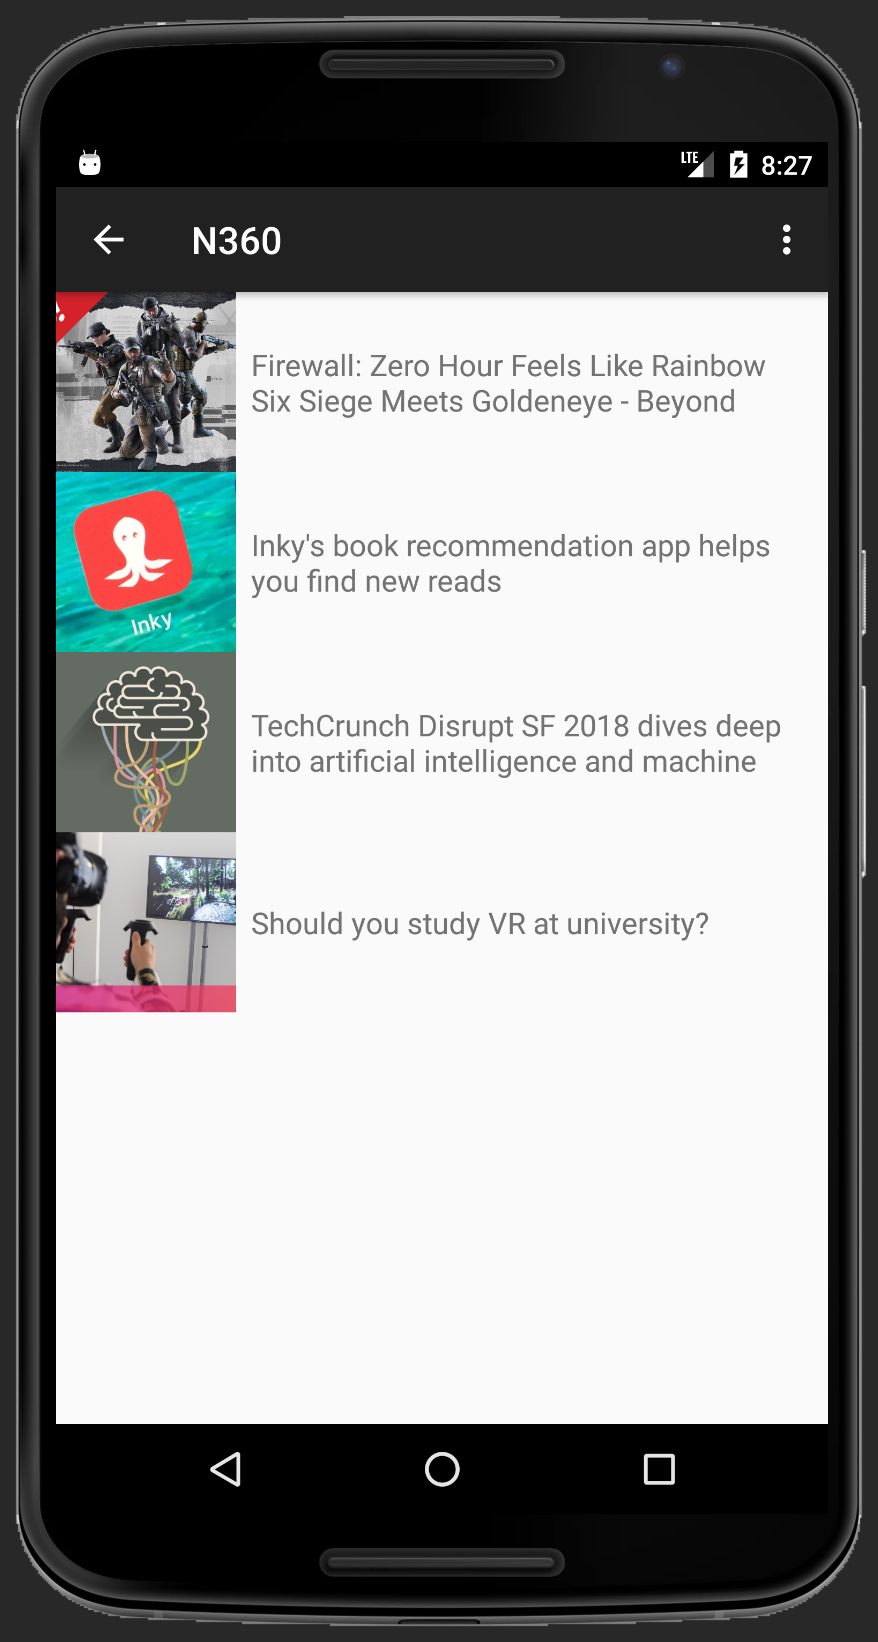 LTE 8:27
N360
Firewall: Zero Hour Feels Like Rainbow
Six Siege Meets Goldeneye - Beyond
Inky
Inky's book recommendation app helps
you find new reads
TechCrunch Disrupt SF 2018 dives deep
into artificial intelligence and machine
Should you study VR at university?